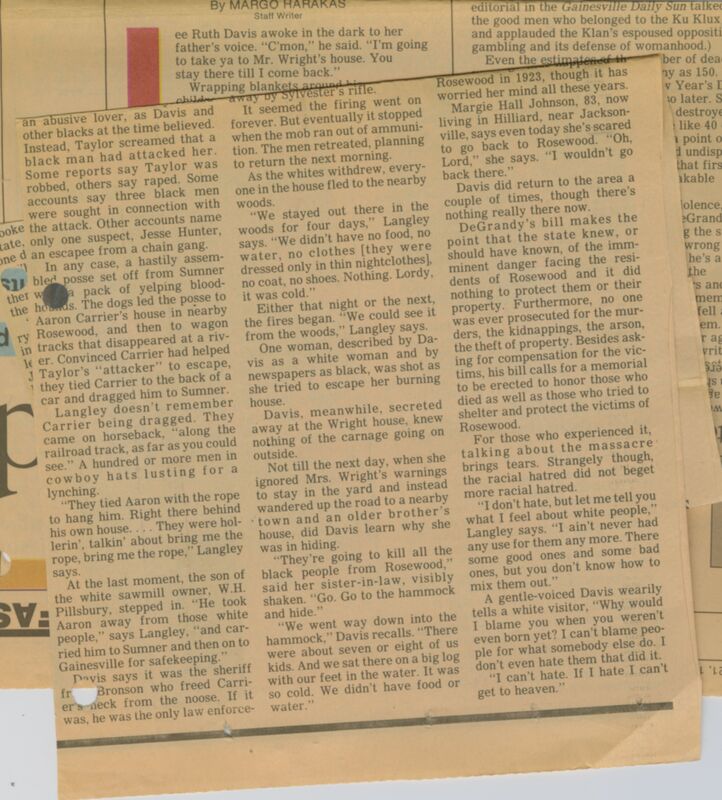 By MARGO HARAKAS
Staff Writer
ee Ruth Davis awoke in the dark to her
father's voice. "C'mon," he said. "I'm going
to take ya to Mr. Wright's house. You
stay there till I come back."
Wrapping blankets around
away by Sylvester's rifle.
editorial in the Gainesville Daily Sun talked
the good men who belonged to the Ku Klux
and applauded the Klan's espoused opposition
gambling and its defense of womanhood.)
Even the
an abusive lover, as Davis and
other blacks at the time believed.
Instead, Taylor screamed that a
black man had attacked her.
Some reports say Taylor was
robbed, others say raped. Some
accounts say three black men
were sought in connection with
the attack. Other accounts name
only one suspect, Jesse Hunter,
an escapee from a chain gang.
In any case, a hastily assem-
bled posse set off from Sumner
a pack of yelping blood-
hounds. The dogs led the posse to
Aaron Carrier's house in nearby
Rosewood, and then to wagon
tracks that disappeared at a riv-
er. Convinced Carrier had helped
Taylor's "attacker" to escape,
they tied Carrier to the back of a
car and dragged him to Sumner.
Langley doesn't remember
Carrier being dragged. They
came on horseback, "along the
railroad track, as far as you could
see." A hundred or more men in
cowboy hats lusting for a
lynching.
"They tied Aaron with the rope
to hang him. Right there behind
his own house. . . . They were hol-
lerin', talkin' about bring me the
rope, bring me the rope," Langley
says.
At the last moment, the son of
the white sawmill owner, W.H.
Pillsbury, stepped in. "He took
Aaron away from those white
people," says Langley, "and car-
ried him to Sumner and then on to
Gainesville for safekeeping."
Davis says it was the sheriff
Bronson who freed Carri-
er's neck from the noose. If it
was, he was the only law enforce-
It seemed the firing went on
forever. But eventually it stopped
when the mob ran out of ammuni-
tion. The men retreated, planning
to return the next morning.
As the whites withdrew, every-
one in the house fled to the nearby
woods.
"We stayed out there in the
woods for four days," Langley
says. "We didn't have no food, no
water, no clothes [they were
dressed only in thin nightclothes],
no coat, no shoes. Nothing. Lordy,
it was cold."
Either that night or the next,
the fires began. "We could see it
from the woods," Langley says.
One woman, described by Da-
vis as a white woman and by
newspapers as black, was shot as
she tried to escape her burning
house.
Davis, meanwhile, secreted
away at the Wright house, knew
nothing of the carnage going on
outside.
Not till the next day, when she
ignored Mrs. Wright's warnings
to stay in the yard and instead
wandered up the road to a nearby
town and an older brother's
house, did Davis learn why she
was in hiding.
"They're going to kill all the
black people from Rosewood,"
said her sister-in-law, visibly
shaken. "Go. Go to the hammock
and hide."
"We went way down into the
hammock," Davis recalls. "There
were about seven or eight of us
kids. And we sat there on a big log
with our feet in the water. It was
so cold. We didn't have food or
water."
Rosewood in 1923, though it has
worried her mind all these years.
Margie Hall Johnson, 83, now
living in Hilliard, near Jackson-
ville, says even today she's scared
to go back to Rosewood. "Oh,
Lord," she says. "I wouldn't go
back there."
Davis did return to the area a
couple of times, though there's
nothing really there now.
DeGrandy's bill makes the
point that the state knew, or
should have known, of the imm-
minent danger facing the resi-
dents of Rosewood and it did
nothing to protect them or their
property. Furthermore, no one
was ever prosecuted for the mur-
ders, the kidnappings, the arson,
the theft of property. Besides ask-
ing for compensation for the vic-
tims, his bill calls for a memorial
to be erected to honor those who
died as well as those who tried to
shelter and protect the victims of
Rosewood.
For those who experienced it,
talking about the massacre
brings tears. Strangely though,
the racial hatred did not beget
more racial hatred.
"I don't hate, but let me tell you
what I feel about white people,"
Langley says. "I ain't never had
any use for them any more. There
some good ones and some bad
ones, but you don't know how to
mix them out."
A gentle-voiced Davis wearily
tells a white visitor, "Why would
I blame you when you weren't
even born yet? I can't blame peo-
ple for what somebody else do. I
don't even hate them that did it.
"I can't hate. If I hate I can't
get to heaven."